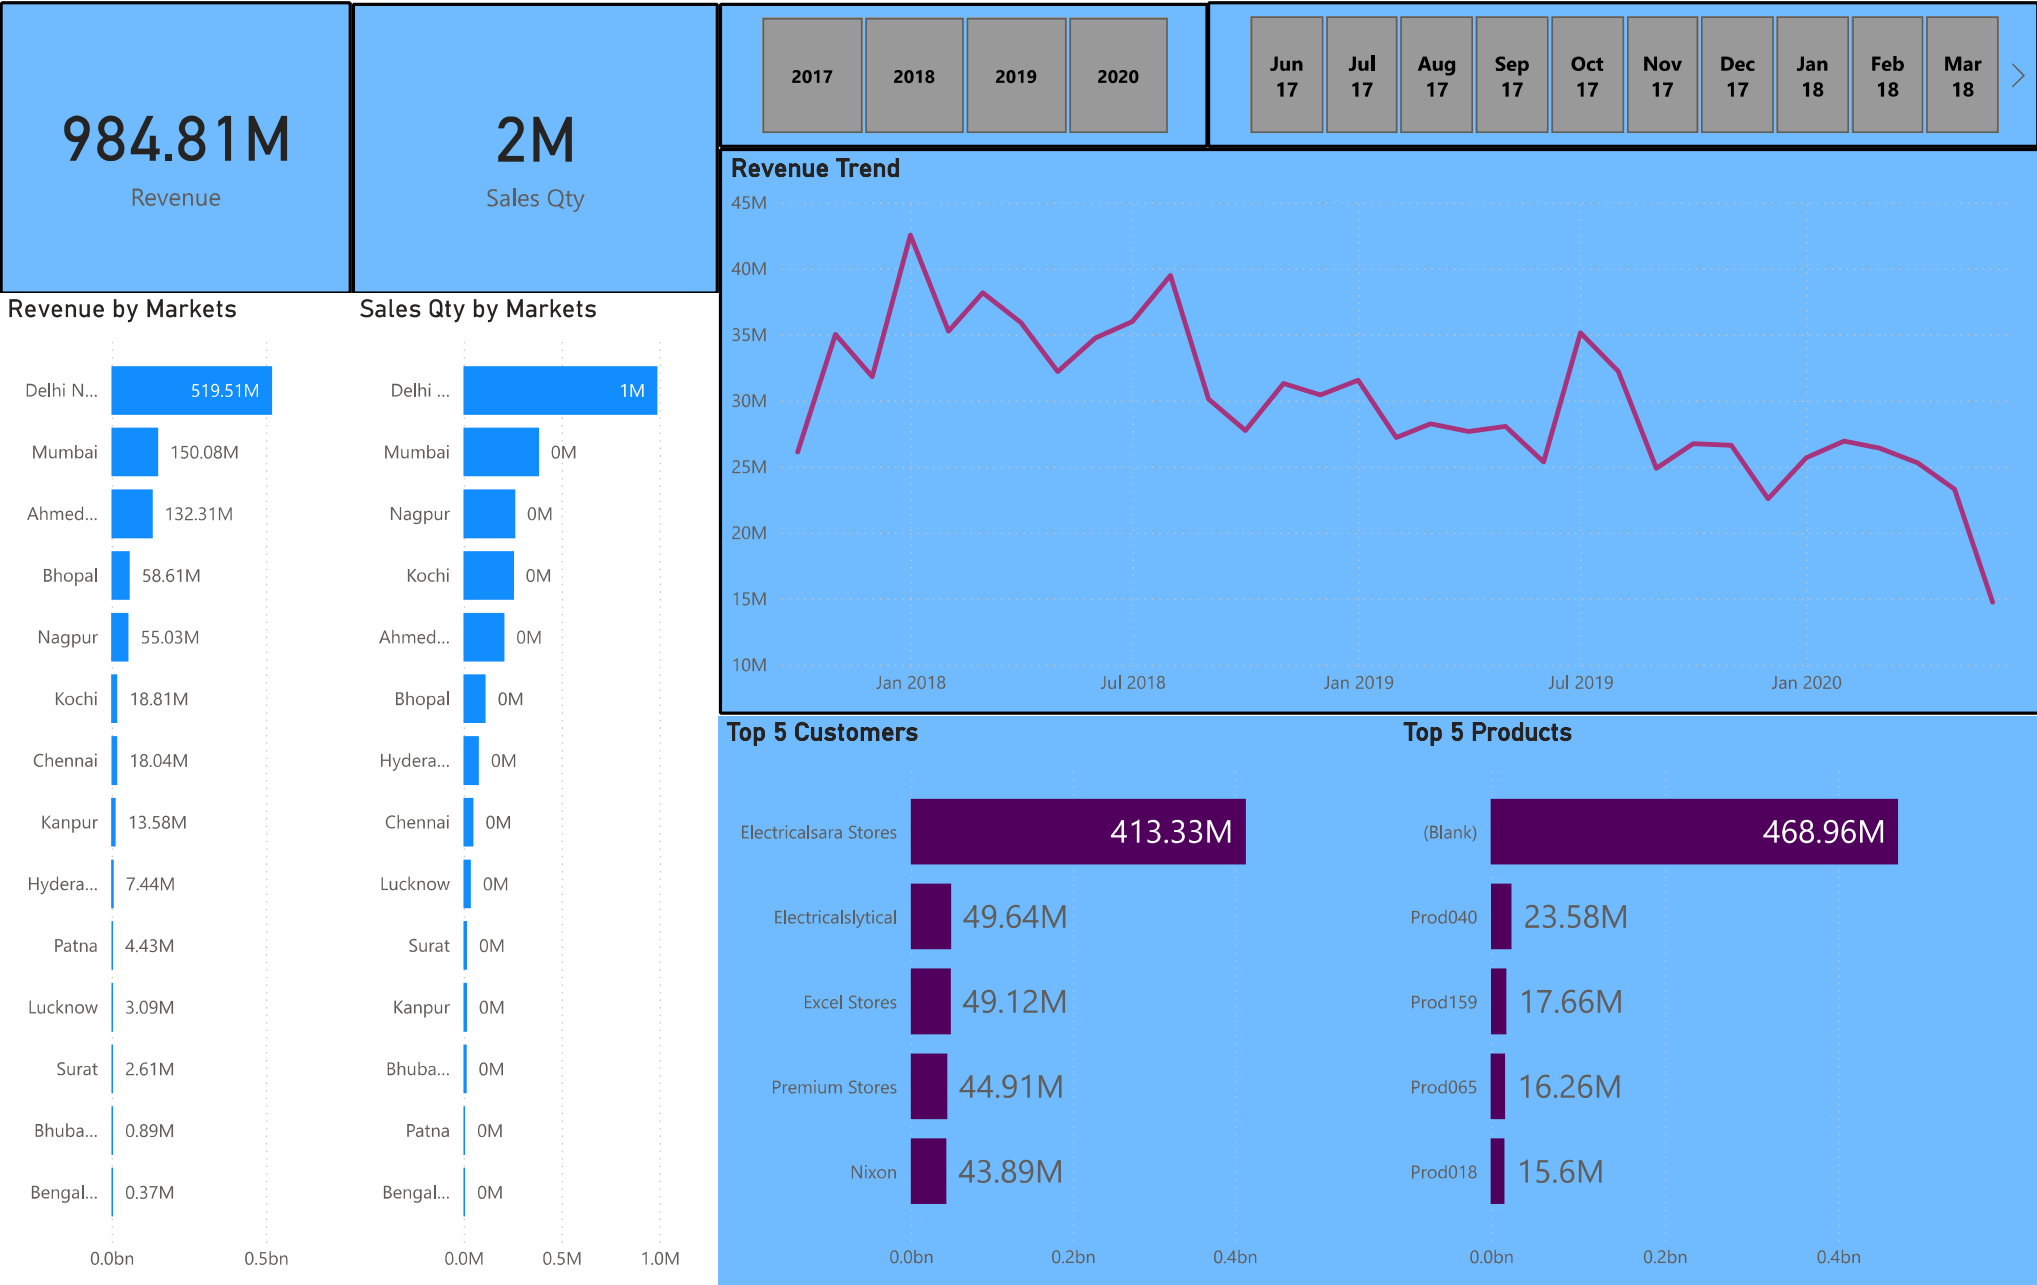 984.81M
Revenue
2M
Sales Qty
2017
2018
2019
2020
Jun
17
Jul
17
Aug
17
Sep
17
Oct
17
Nov
17
Dec
17
Jan
18
Feb
18
Mar
18
Revenue Trend
45M
40M
35M
30M
25M
20M
15M
10M
Jan 2018
Jul 2018
Jan 2019
Jul 2019
Jan 2020
Revenue by Markets
Delhi N... 519.51M
Mumbai 150.08M
Ahmed... 132.31M
Bhopal 58.61M
Nagpur 55.03M
Kochi 18.81M
Chennai 18.04M
Kanpur 13.58M
Hydera... 7.44M
Patna 4.43M
Lucknow 3.09M
Surat 2.61M
Bhuba... 0.89M
Bengal... 0.37M
0.0bn 0.5bn
Sales Qty by Markets
Delhi ... 1M
Mumbai 0M
Nagpur 0M
Kochi 0M
Ahmed... 0M
Bhopal 0M
Hydera... 0M
Chennai 0M
Lucknow 0M
Surat 0M
Kanpur 0M
Bhuba... 0M
Patna 0M
Bengal... 0M
0.0M 0.5M 1.0M
Top 5 Customers
Electricalsara Stores 413.33M
Electricalslytical 49.64M
Excel Stores 49.12M
Premium Stores 44.91M
Nixon 43.89M
0.0bn 0.2bn 0.4bn
Top 5 Products
(Blank) 468.96M
Prod040 23.58M
Prod159 17.66M
Prod065 16.26M
Prod018 15.6M
0.0bn 0.2bn 0.4bn